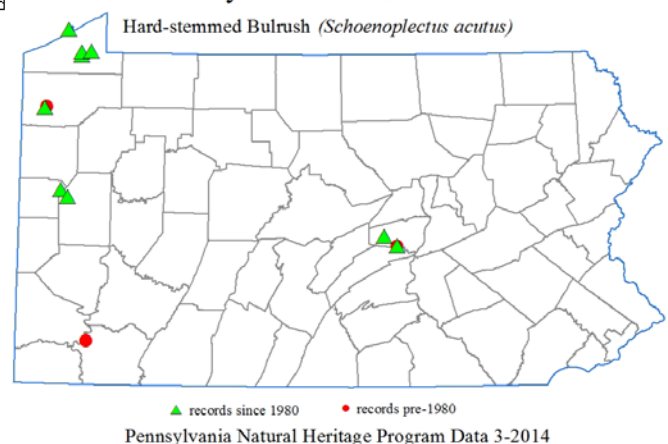 Hard-stemmed Bulrush (Schoenoplectus acutus)
records since 1980
records pre-1980
Pennsylvania Natural Heritage Program Data 3-2014